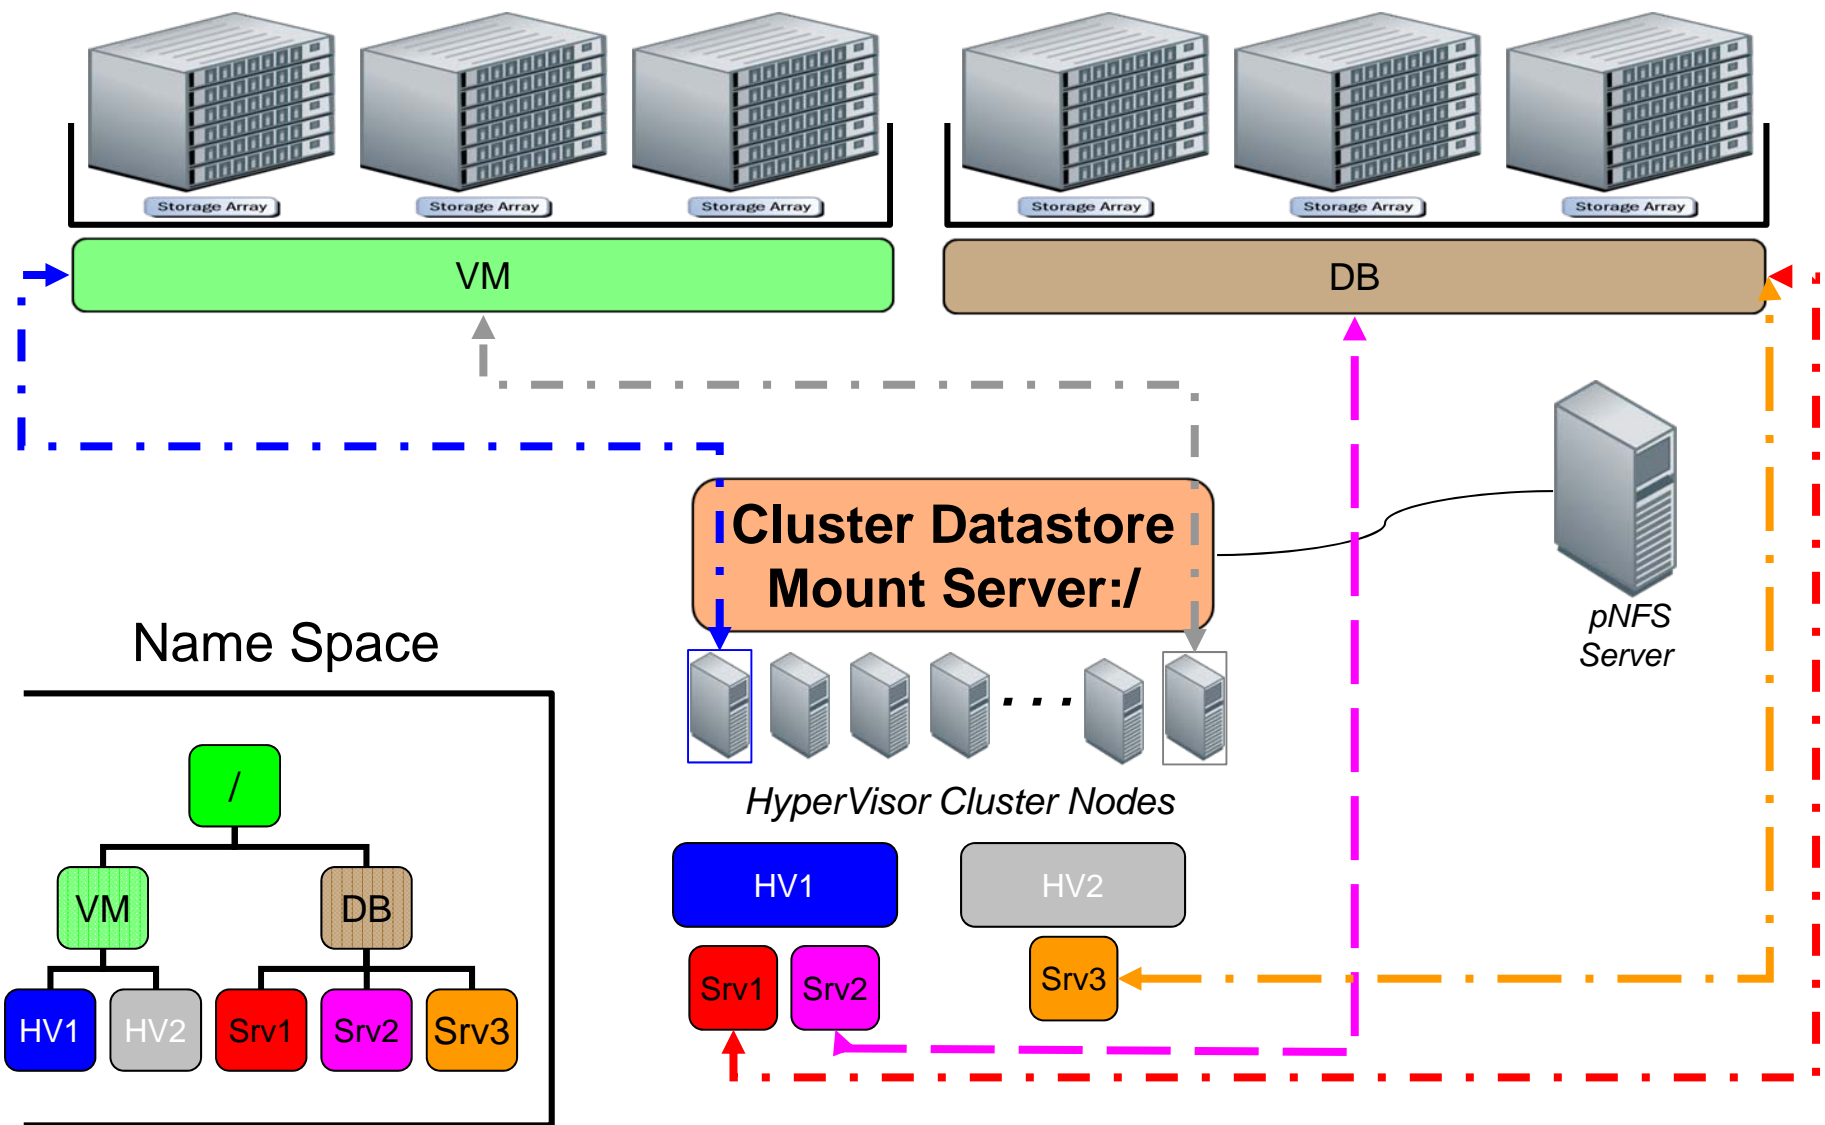 Storage Array
Storage Array
Storage Array
Storage Array
Storage Array
Storage Array
VM
DB
Cluster Datastore
Mount Server:/
pNFS
Server
Name Space
. . .
HyperVisor Cluster Nodes
/
VM
DB
HV1
HV2
Srv1
Srv2
Srv3
HV1
HV2
Srv1
Srv2
Srv3